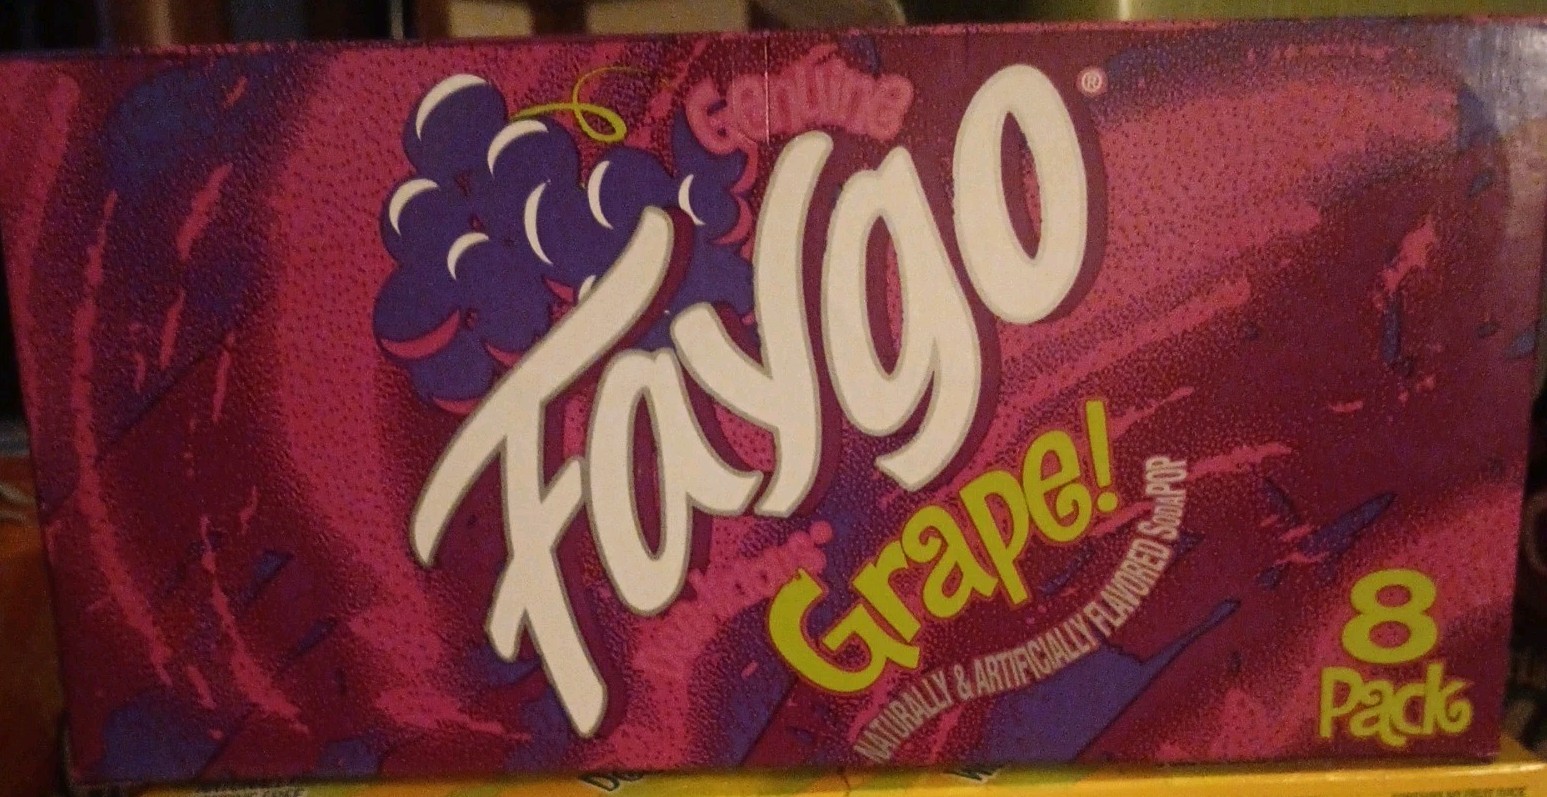 Genuine
Faygo®
Grape!
NATURALLY & ARTIFICIALLY FLAVORED SODA POP
8
Pack